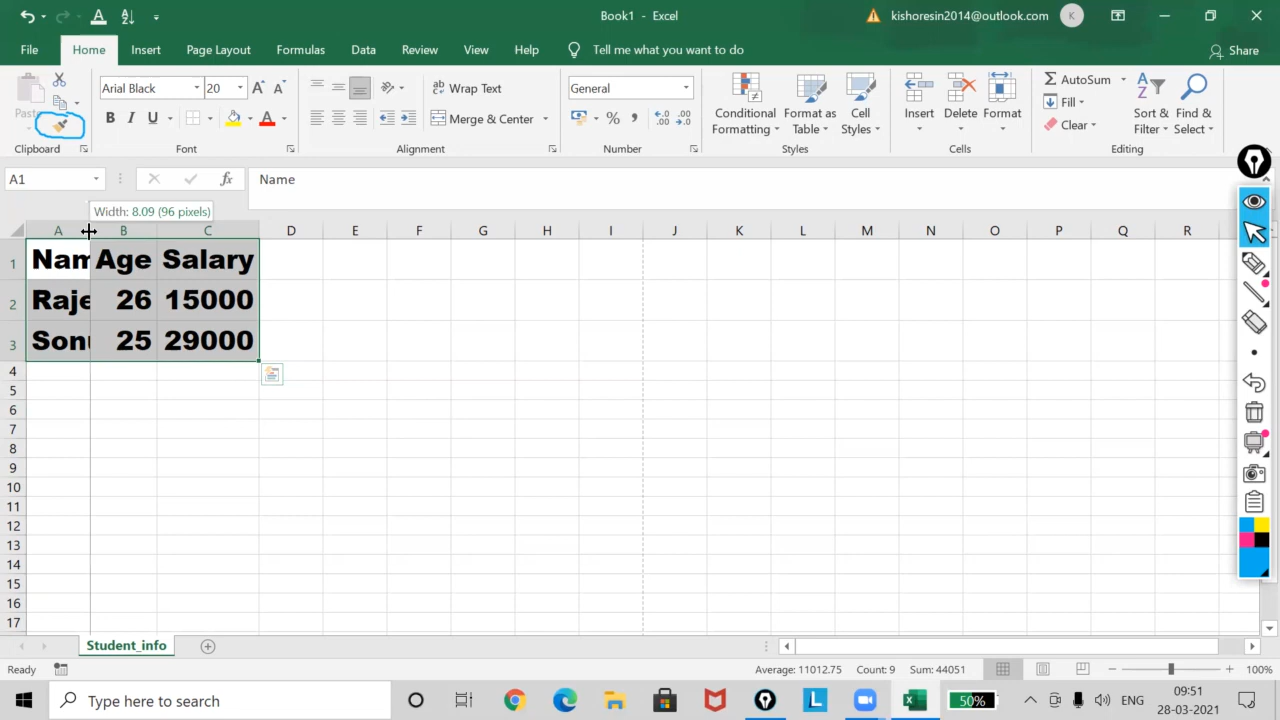 Book1 - Excel
kishoresin2014@outlook.com
K
File Home Insert Page Layout Formulas Data Review View Help Tell me what you want to do Share
Paste
Arial Black 20
Wrap Text
General
Conditional Formatting
Format as Table
Cell Styles
Insert Delete Format
AutoSum
Fill
Clear
Sort & Filter
Find & Select
B I U
Merge & Center
Clipboard Font Alignment Number Styles Cells Editing
A1 fx Name
Width: 8.09 (96 pixels)
A B C D E F G H I J K L M N O P Q R
1 Nam Age Salary
2 Raje 26 15000
3 Sonu 25 29000
4
5
6
7
8
9
10
11
12
13
14
15
16
17
Student_info
Ready Average: 11012.75 Count: 9 Sum: 44051 100%
Type here to search
L
50%
ENG
09:51
28-03-2021